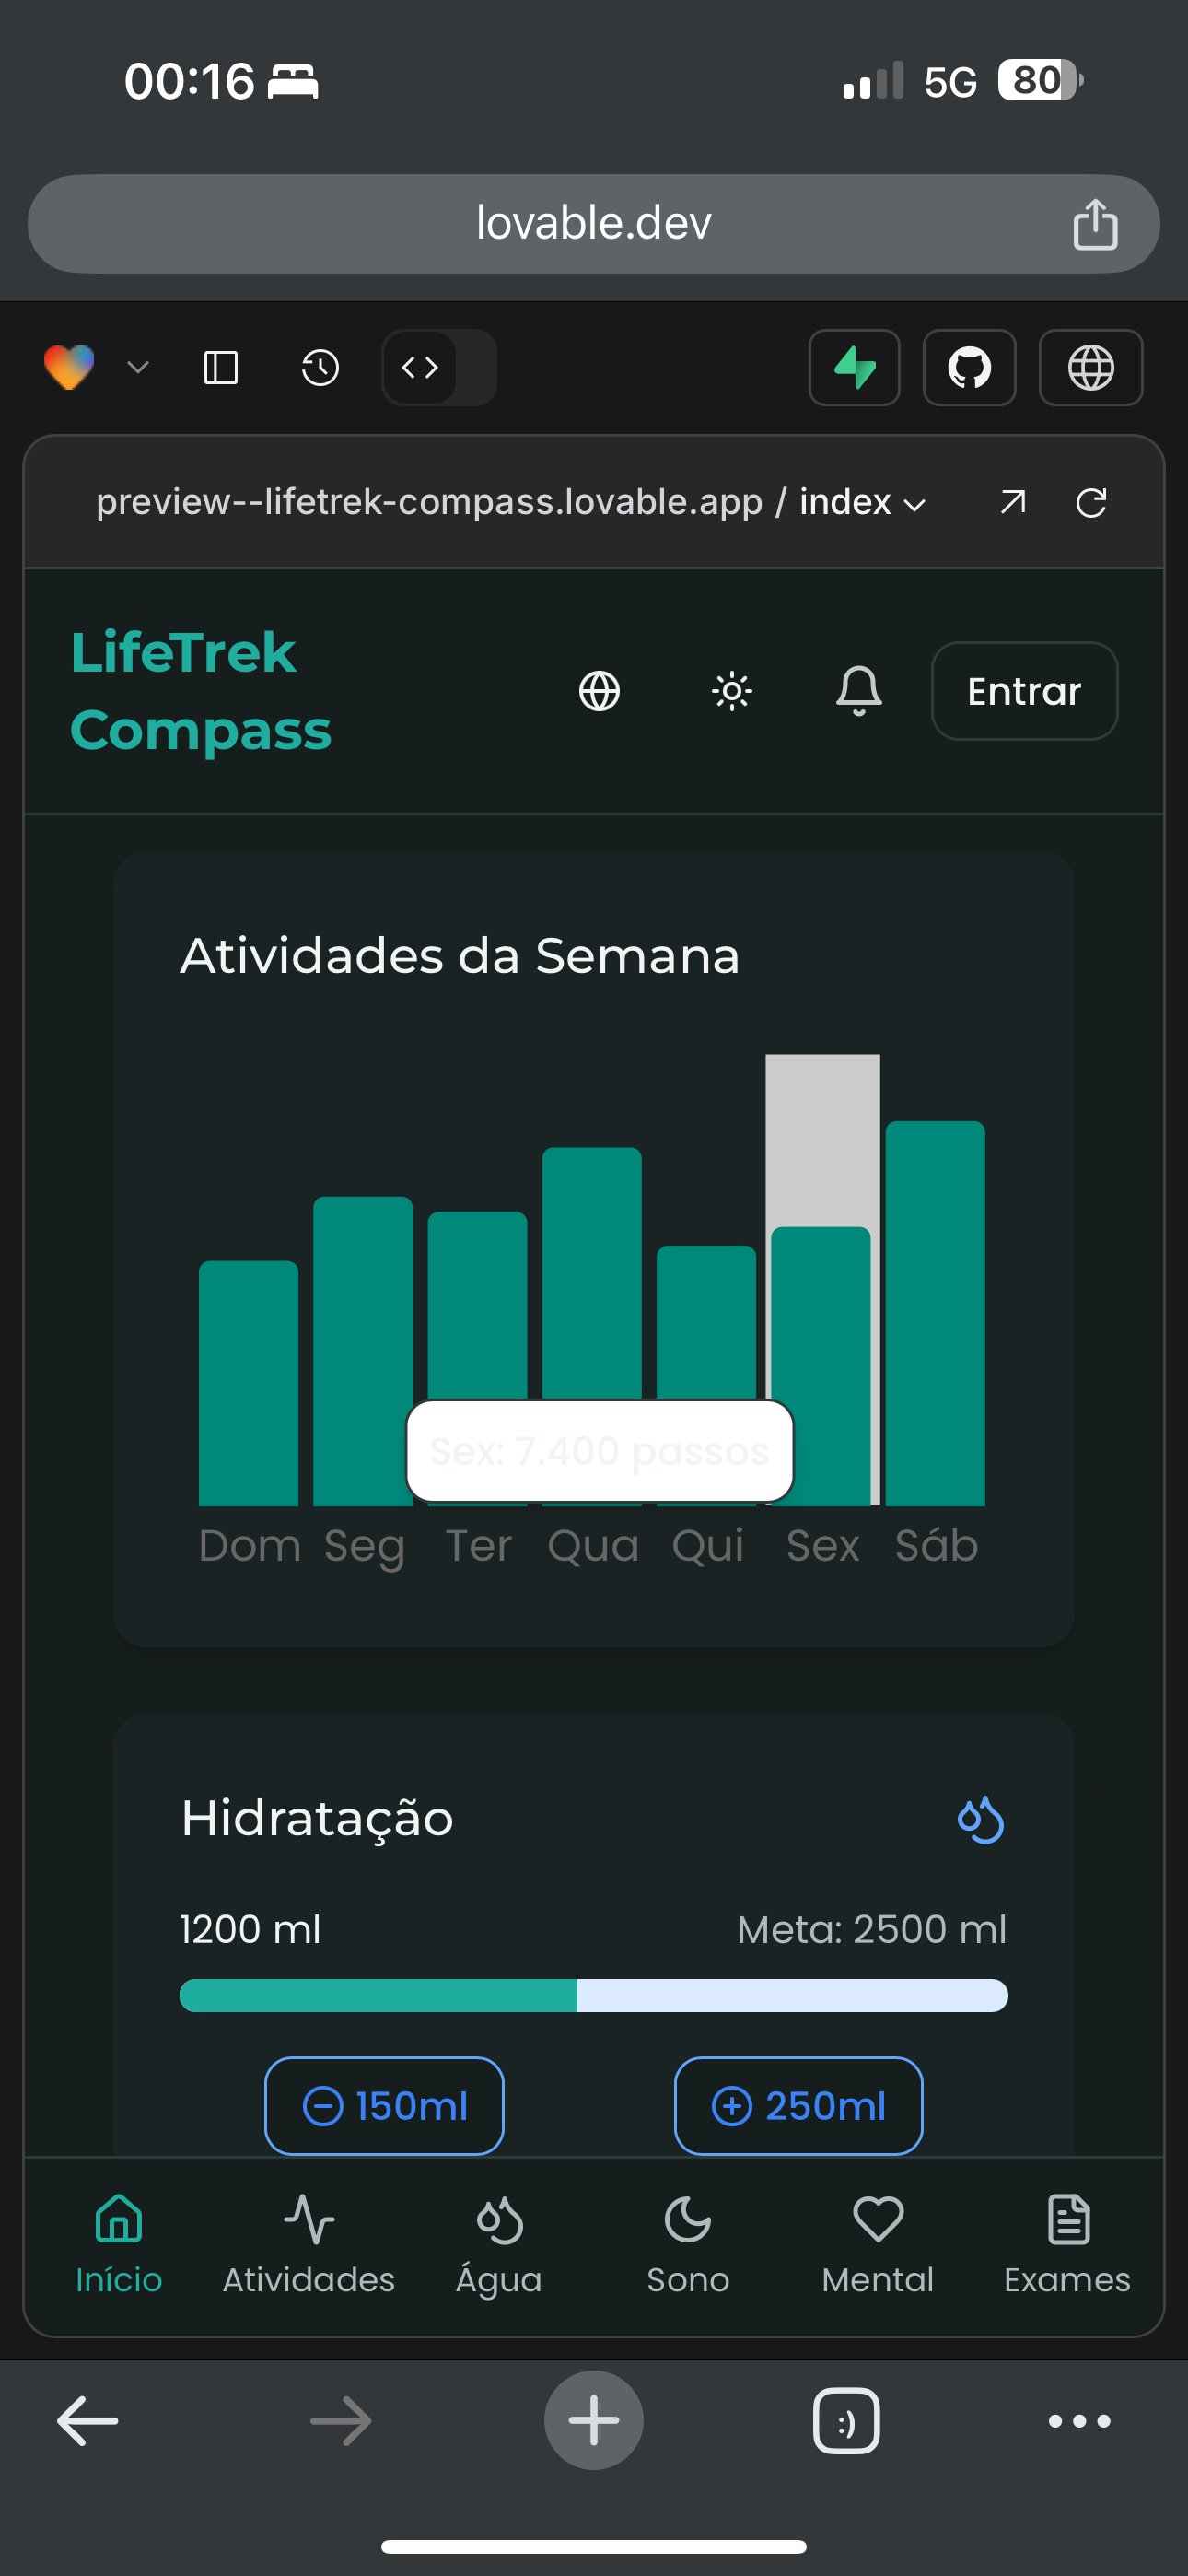 00:16
5G 80
lovable.dev
preview--lifetrek-compass.lovable.app / index
LifeTrek
Compass
Entrar
Atividades da Semana
Sex: 7.400 passos
Dom Seg Ter Qua Qui Sex Sáb
Hidratação
1200 ml Meta: 2500 ml
150ml 250ml
Início Atividades Água Sono Mental Exames
:)